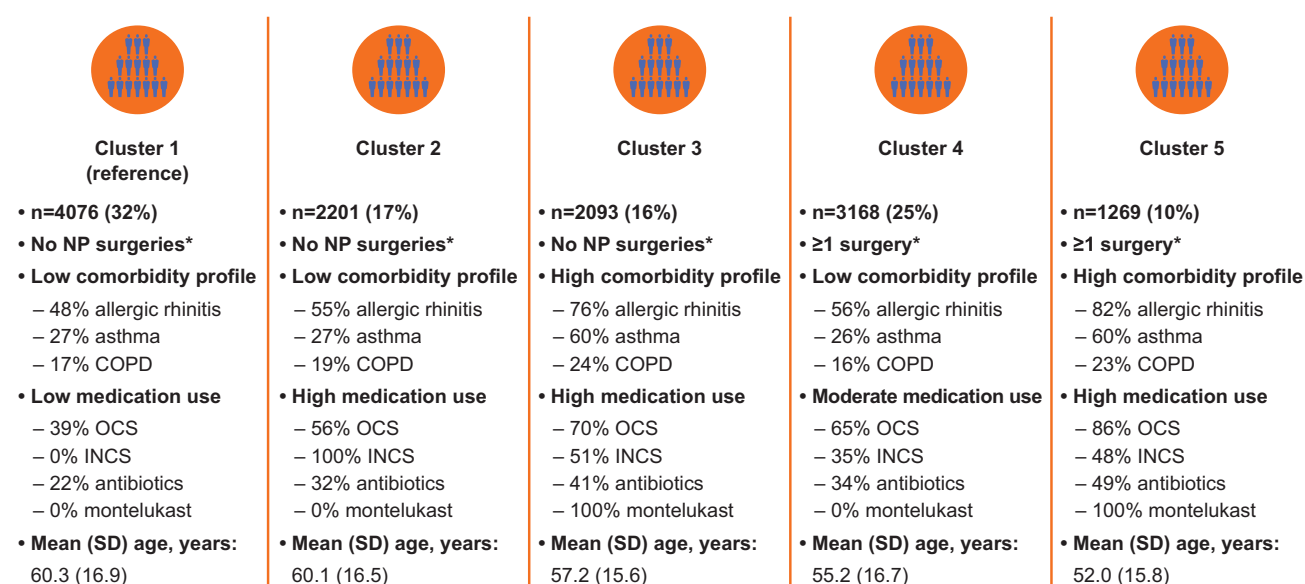 Cluster 1
(reference)
• n=4076 (32%)
• No NP surgeries*
• Low comorbidity profile
– 48% allergic rhinitis
– 27% asthma
– 17% COPD
• Low medication use
– 39% OCS
– 0% INCS
– 22% antibiotics
– 0% montelukast
• Mean (SD) age, years:
60.3 (16.9)
Cluster 2
• n=2201 (17%)
• No NP surgeries*
• Low comorbidity profile
– 55% allergic rhinitis
– 27% asthma
– 19% COPD
• High medication use
– 56% OCS
– 100% INCS
– 32% antibiotics
– 0% montelukast
• Mean (SD) age, years:
60.1 (16.5)
Cluster 3
• n=2093 (16%)
• No NP surgeries*
• High comorbidity profile
– 76% allergic rhinitis
– 60% asthma
– 24% COPD
• High medication use
– 70% OCS
– 51% INCS
– 41% antibiotics
– 100% montelukast
• Mean (SD) age, years:
57.2 (15.6)
Cluster 4
• n=3168 (25%)
• ≥1 surgery*
• Low comorbidity profile
– 56% allergic rhinitis
– 26% asthma
– 16% COPD
• Moderate medication use
– 65% OCS
– 35% INCS
– 34% antibiotics
– 0% montelukast
• Mean (SD) age, years:
55.2 (16.7)
Cluster 5
• n=1269 (10%)
• ≥1 surgery*
• High comorbidity profile
– 82% allergic rhinitis
– 60% asthma
– 23% COPD
• High medication use
– 86% OCS
– 48% INCS
– 49% antibiotics
– 100% montelukast
• Mean (SD) age, years:
52.0 (15.8)